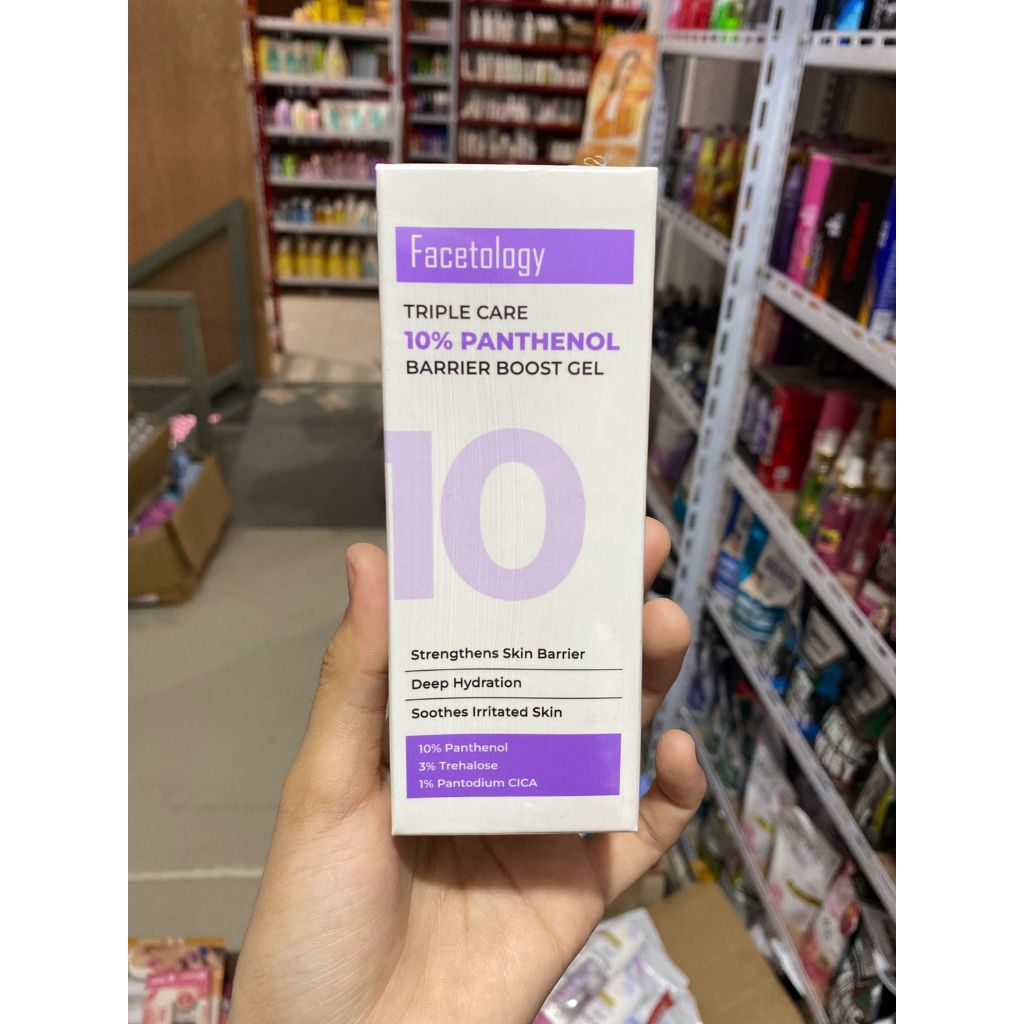 Facetology
TRIPLE CARE
10% PANTHENOL
BARRIER BOOST GEL
10
Strengthens Skin Barrier
Deep Hydration
Soothes Irritated Skin
10% Panthenol
3% Trehalose
1% Pantodium CICA